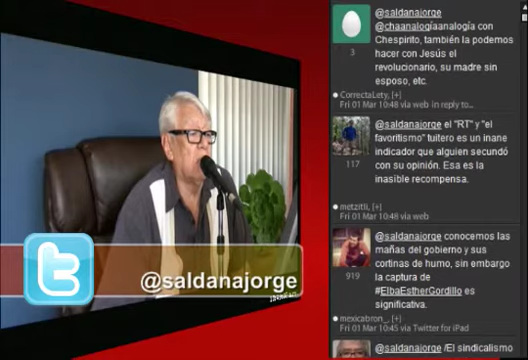 @saldanajorge
@saldanajorge
@chaanalogíaanalogía con
Chespirito, también la podemos
hacer con Jesús el
revolucionario, su madre sin
esposo, etc.
3
CorrectaLety, [+]
Fri 01 Mar 10:48 via web in reply to...
@saldanajorge el "RT" y "el
favoritismo" tuitero es un inane
indicador que alguien secundó
con su opinión. Esa es la
inasible recompensa.
117
metzitli, [+]
Fri 01 Mar 10:48 via web
@saldanajorge conocemos las
mañas del gobierno y sus
cortinas de humo, sin embargo
la captura de
#ElbaEstherGordillo es
significativa.
919
mexicabron_, [+]
Fri 01 Mar 10:45 via Twitter for iPad
@saldanajorge /El sindicalismo